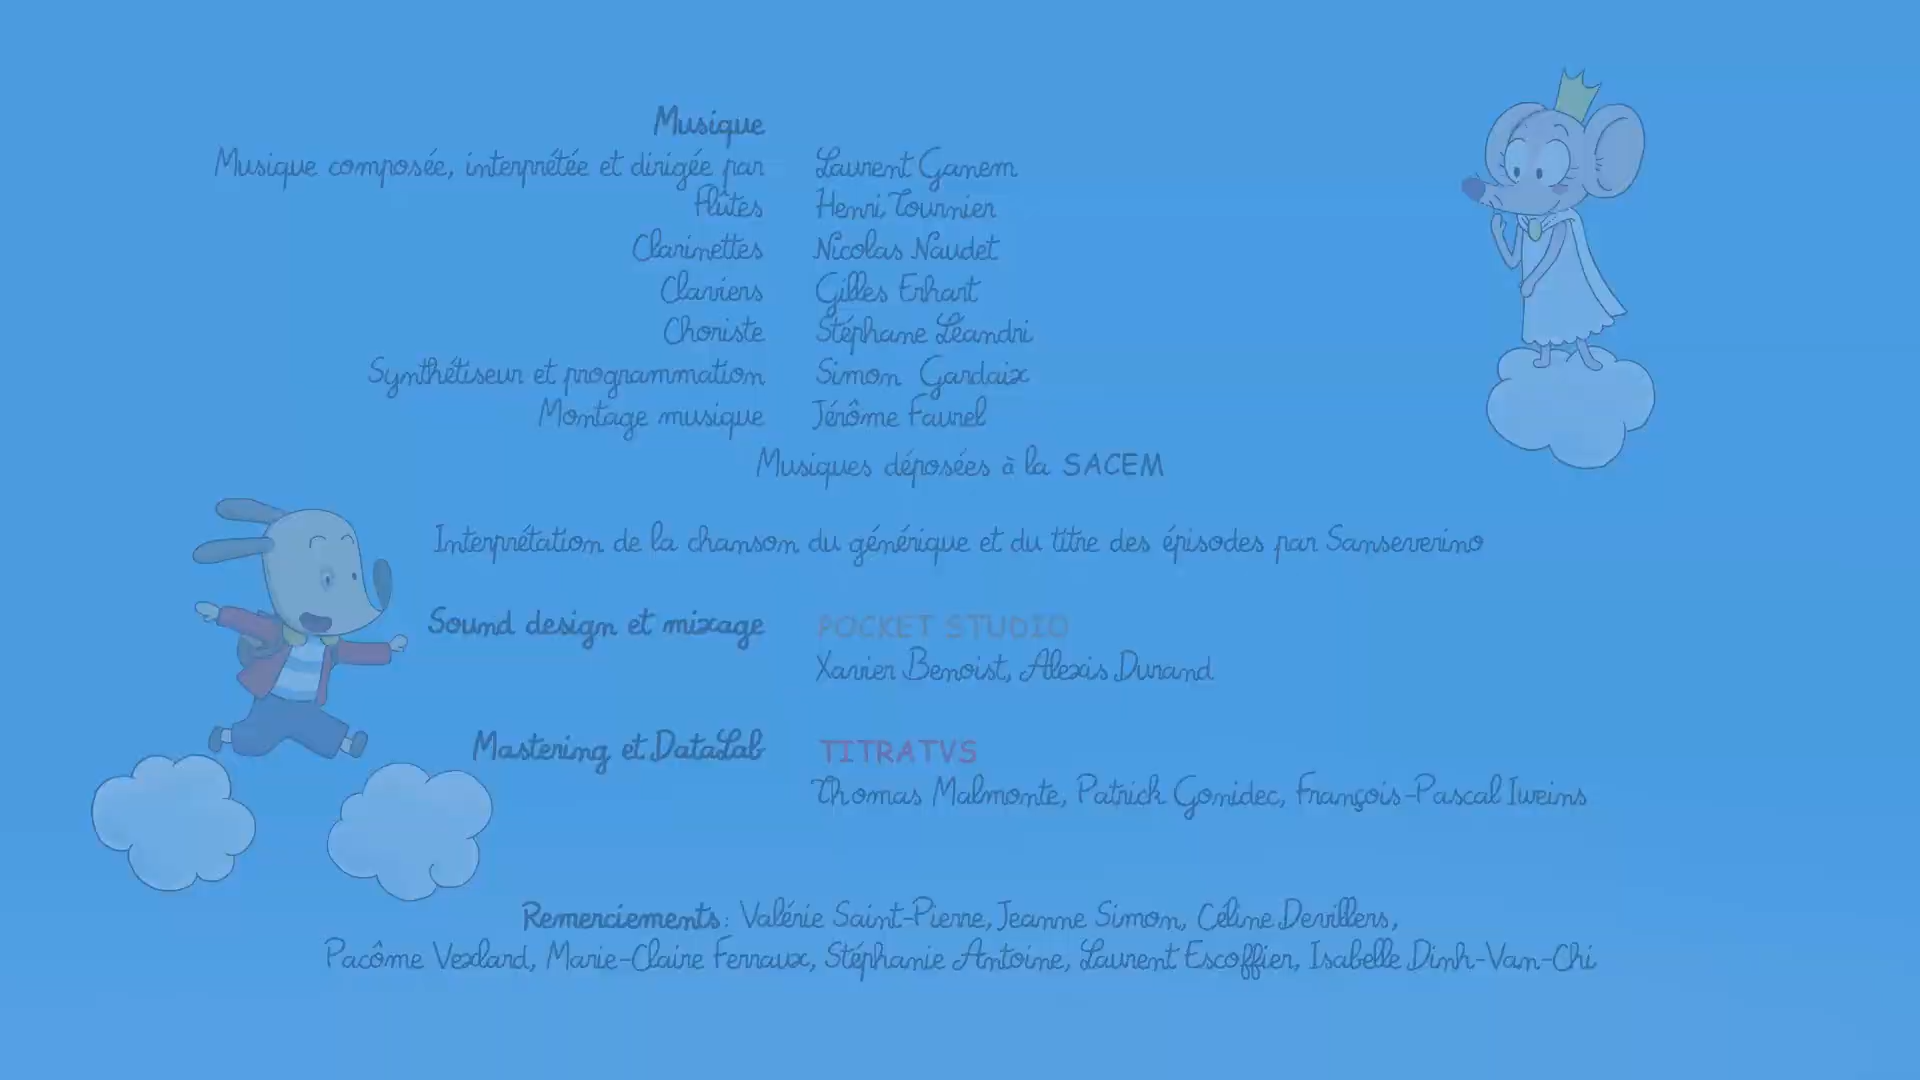 Musique
Musique composée, interprétée et dirigée par Laurent Ganem
Flûtes Henri Tournier
Clarinettes Nicolas Naudet
Claviers Gilles Erhart
Choriste Stéphane Léandri
Synthétiseur et programmation Simon Gardaix
Montage musique Jérôme Faurel
Musiques déposées à la SACEM
Interprétation de la chanson du générique et du titre des épisodes par Sanseverino
Sound design et mixage POCKET STUDIO
Xavier Benoist, Alexis Durand
Mastering et DataLab TITRATVS
Thomas Malmonte, Patrick Gonidec, François-Pascal Iweins
Remerciements: Valérie Saint-Pierre, Jeanne Simon, Céline Devillers,
Pacôme Vexlard, Marie-Claire Ferraux, Stéphanie Antoine, Laurent Escoffier, Isabelle Dinh-Van-Chi